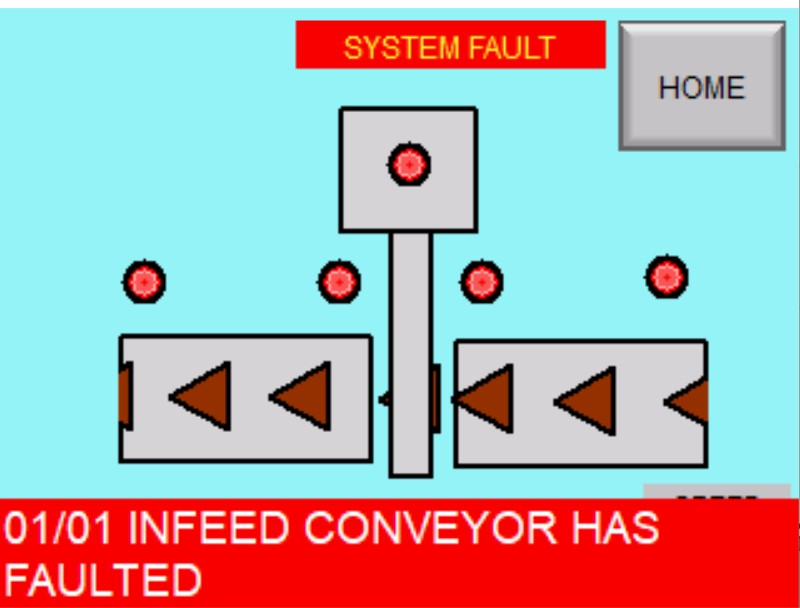 SYSTEM FAULT
HOME
01/01 INFEED CONVEYOR HAS
FAULTED